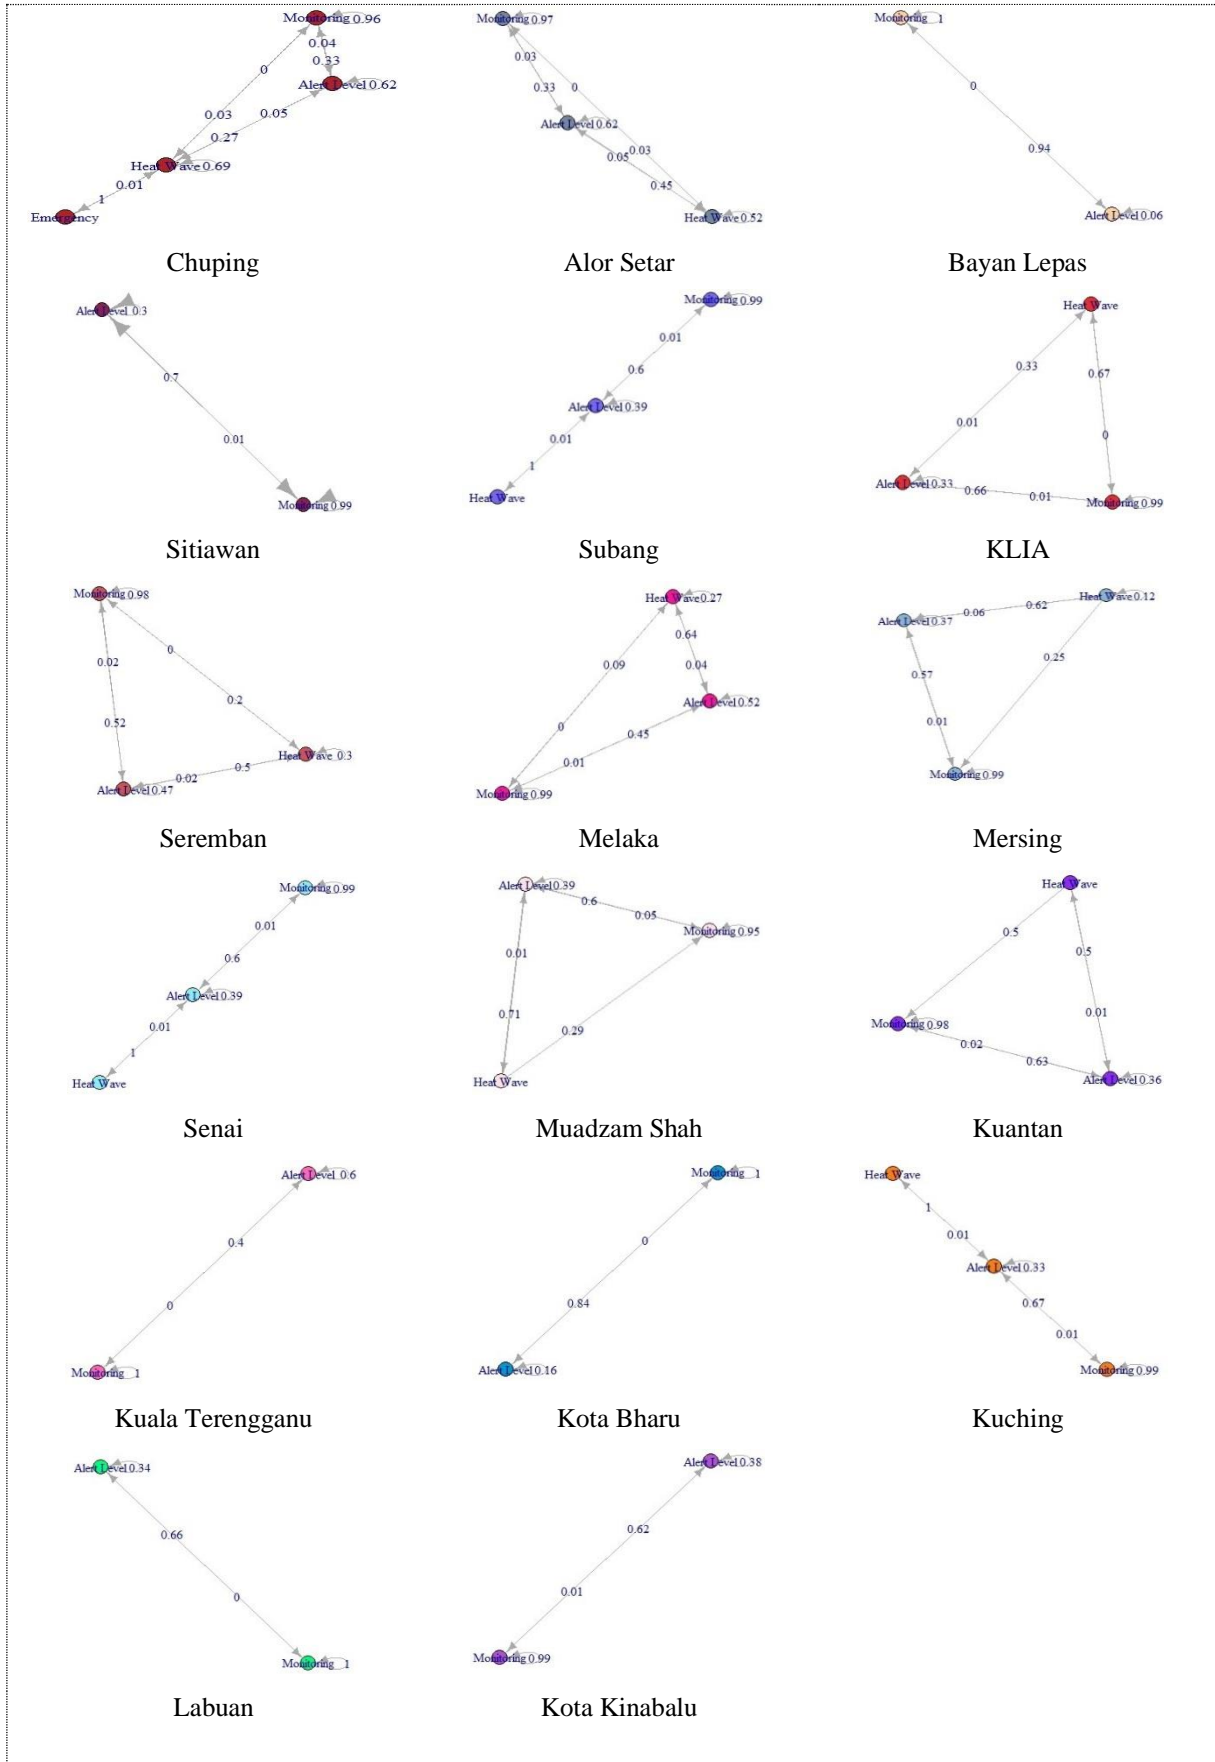 Monitoring 0.96
0.04
0.33
0
Alert Level 0.62
0.03
0.05
0.27
Heat Wave 0.69
0.01
1
Emergency
Chuping
Monitoring 0.97
0.03
0.33
0
Alert Level 0.62
0.03
0.05
0.45
Heat Wave 0.52
Alor Setar
Monitoring 1
0
0.94
Alert Level 0.06
Bayan Lepas
Alert Level 0.3
0.7
0.01
Monitoring 0.99
Sitiawan
Monitoring 0.99
0.01
0.6
Alert Level 0.39
0.01
1
Heat Wave
Subang
Heat Wave
0.33
0.67
0.01
0
Alert Level 0.33
0.66
0.01
Monitoring 0.99
KLIA
Monitoring 0.98
0.02
0
0.2
0.52
Heat Wave 0.3
0.5
0.02
Alert Level 0.47
Seremban
Heat Wave 0.27
0.64
0.09
0.04
Alert Level 0.52
0
0.45
0.01
Monitoring 0.99
Melaka
Heat Wave 0.12
0.06
0.62
Alert Level 0.37
0.25
0.57
0.01
Monitoring 0.99
Mersing
Monitoring 0.99
0.01
0.6
Alert Level 0.39
0.01
1
Heat Wave
Senai
Alert Level 0.39
0.6
0.05
Monitoring 0.95
0.01
0.71
0.29
Heat Wave
Muadzam Shah
Heat Wave
0.5
0.5
0.01
Monitoring 0.98
0.02
0.63
Alert Level 0.36
Kuantan
Alert Level 0.6
0.4
0
Monitoring 1
Kuala Terengganu
Monitoring 1
0
0.84
Alert Level 0.16
Kota Bharu
Heat Wave
1
0.01
Alert Level 0.33
0.67
0.01
Monitoring 0.99
Kuching
Alert Level 0.34
0.66
0
Monitoring 1
Labuan
Alert Level 0.38
0.62
0.01
Monitoring 0.99
Kota Kinabalu